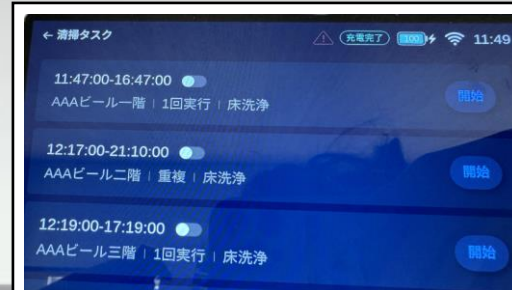 ← 清掃タスク
充電完了 100 11:49
11:47:00-16:47:00
AAAビール一階 | 1回実行 | 床洗浄
開始
12:17:00-21:10:00
AAAビール二階 | 重複 | 床洗浄
開始
12:19:00-17:19:00
AAAビール三階 | 1回実行 | 床洗浄
開始